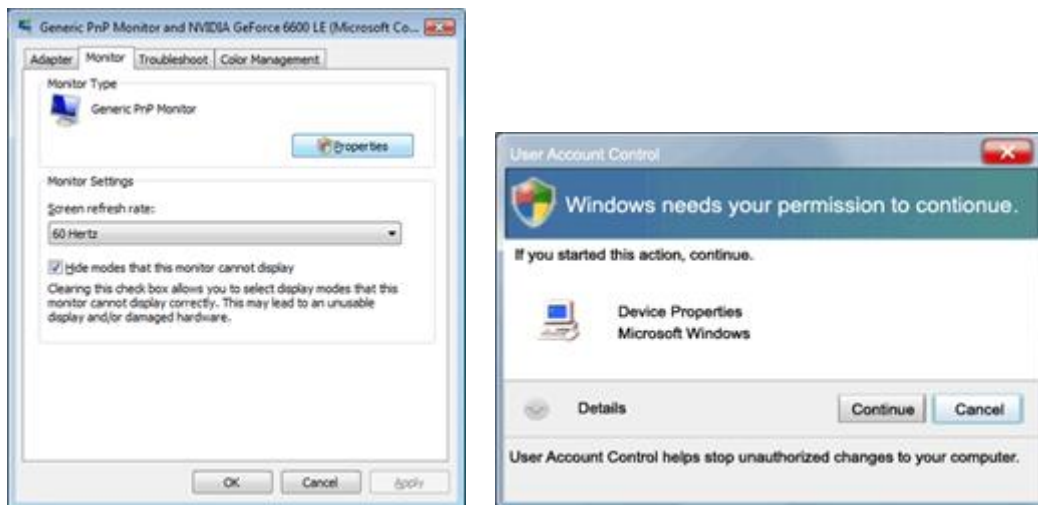 Generic PnP Monitor and NVIDIA GeForce 6600 LE (Microsoft Co...
Adapter Monitor Troubleshoot Color Management
Monitor Type
Generic PnP Monitor
Properties
Monitor Settings
Screen refresh rate:
60 Hertz
Hide modes that this monitor cannot display
Clearing this check box allows you to select display modes that this
monitor cannot display correctly. This may lead to an unusable
display and/or damaged hardware.
OK Cancel Apply
User Account Control
Windows needs your permission to contionue.
If you started this action, continue.
Device Properties
Microsoft Windows
Details Continue Cancel
User Account Control helps stop unauthorized changes to your computer.